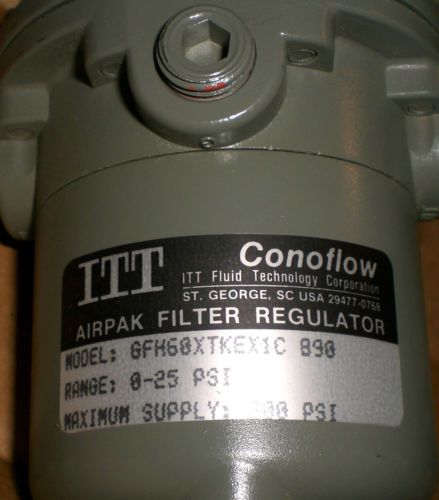 ITT Conoflow
ITT Fluid Technology Corporation
ST. GEORGE, SC USA 29477-0768
AIRPAK FILTER REGULATOR
MODEL: GFH60XTKEX1C 890
RANGE: 0-25 PSI
MAXIMUM SUPPLY: PSI